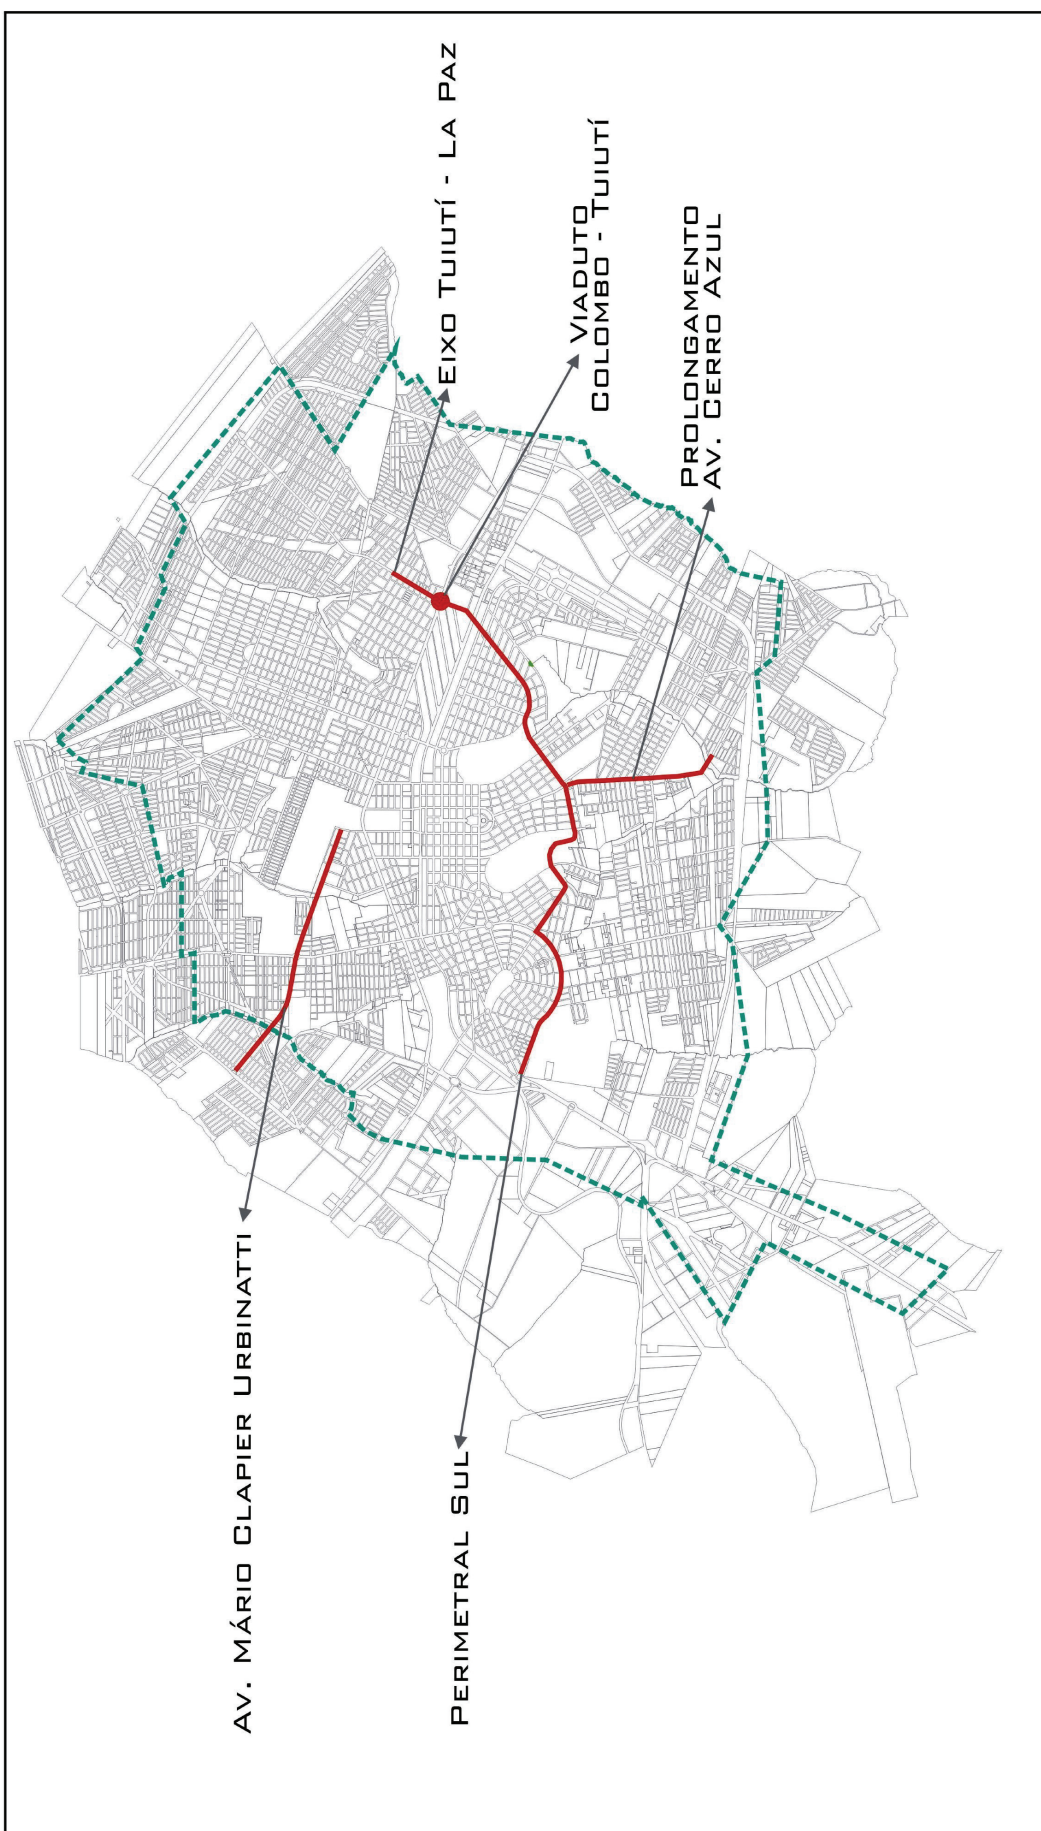 Av. Mário Clapier Urbinatti
Perimetral Sul
Eixo Tuiutí - La Paz
Viaduto
Colombo - Tuiutí
Prolongamento
Av. Cerro Azul